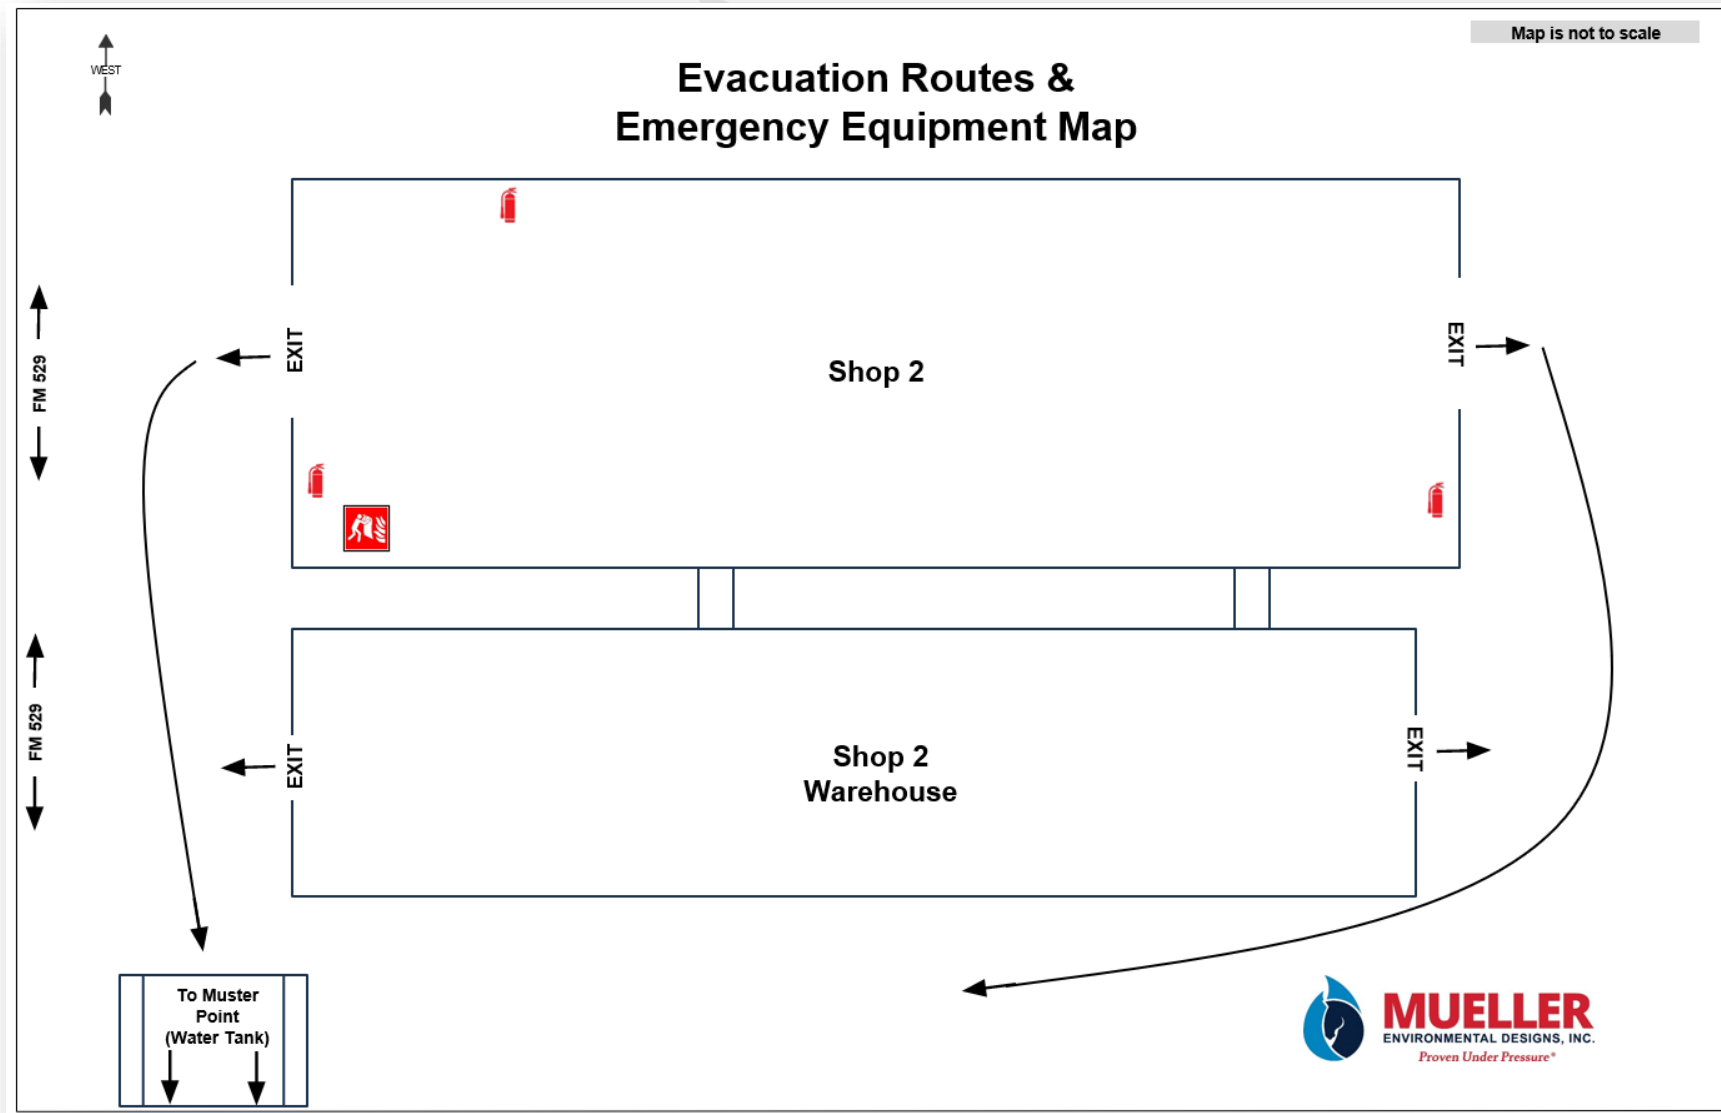 Map is not to scale
WEST
Evacuation Routes &
Emergency Equipment Map
FM 529
EXIT
Shop 2
EXIT
FM 529
EXIT
Shop 2
Warehouse
EXIT
To Muster
Point
(Water Tank)
MUELLER
ENVIRONMENTAL DESIGNS, INC.
Proven Under Pressure®